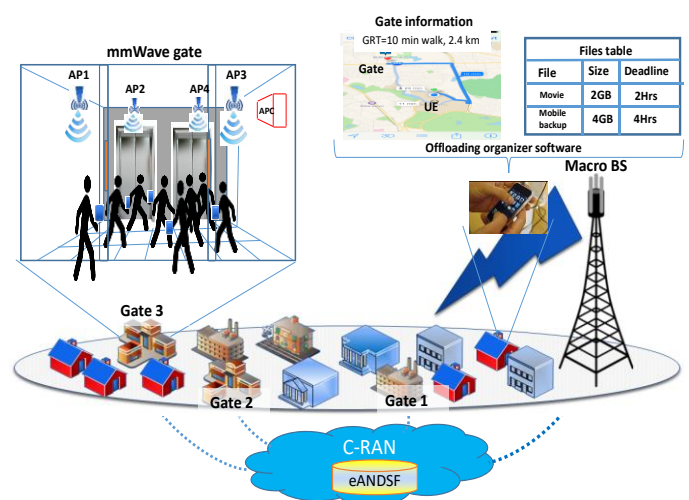 Gate information
GRT=10 min walk, 2.4 km
Gate
UE
mmWave gate
AP1
AP2
AP4
AP3
APC
Files table
File Size Deadline
Movie 2GB 2Hrs
Mobile
backup 4GB 4Hrs
Offloading organizer software
Macro BS
Gate 3
Gate 2
Gate 1
C-RAN
eANDSF